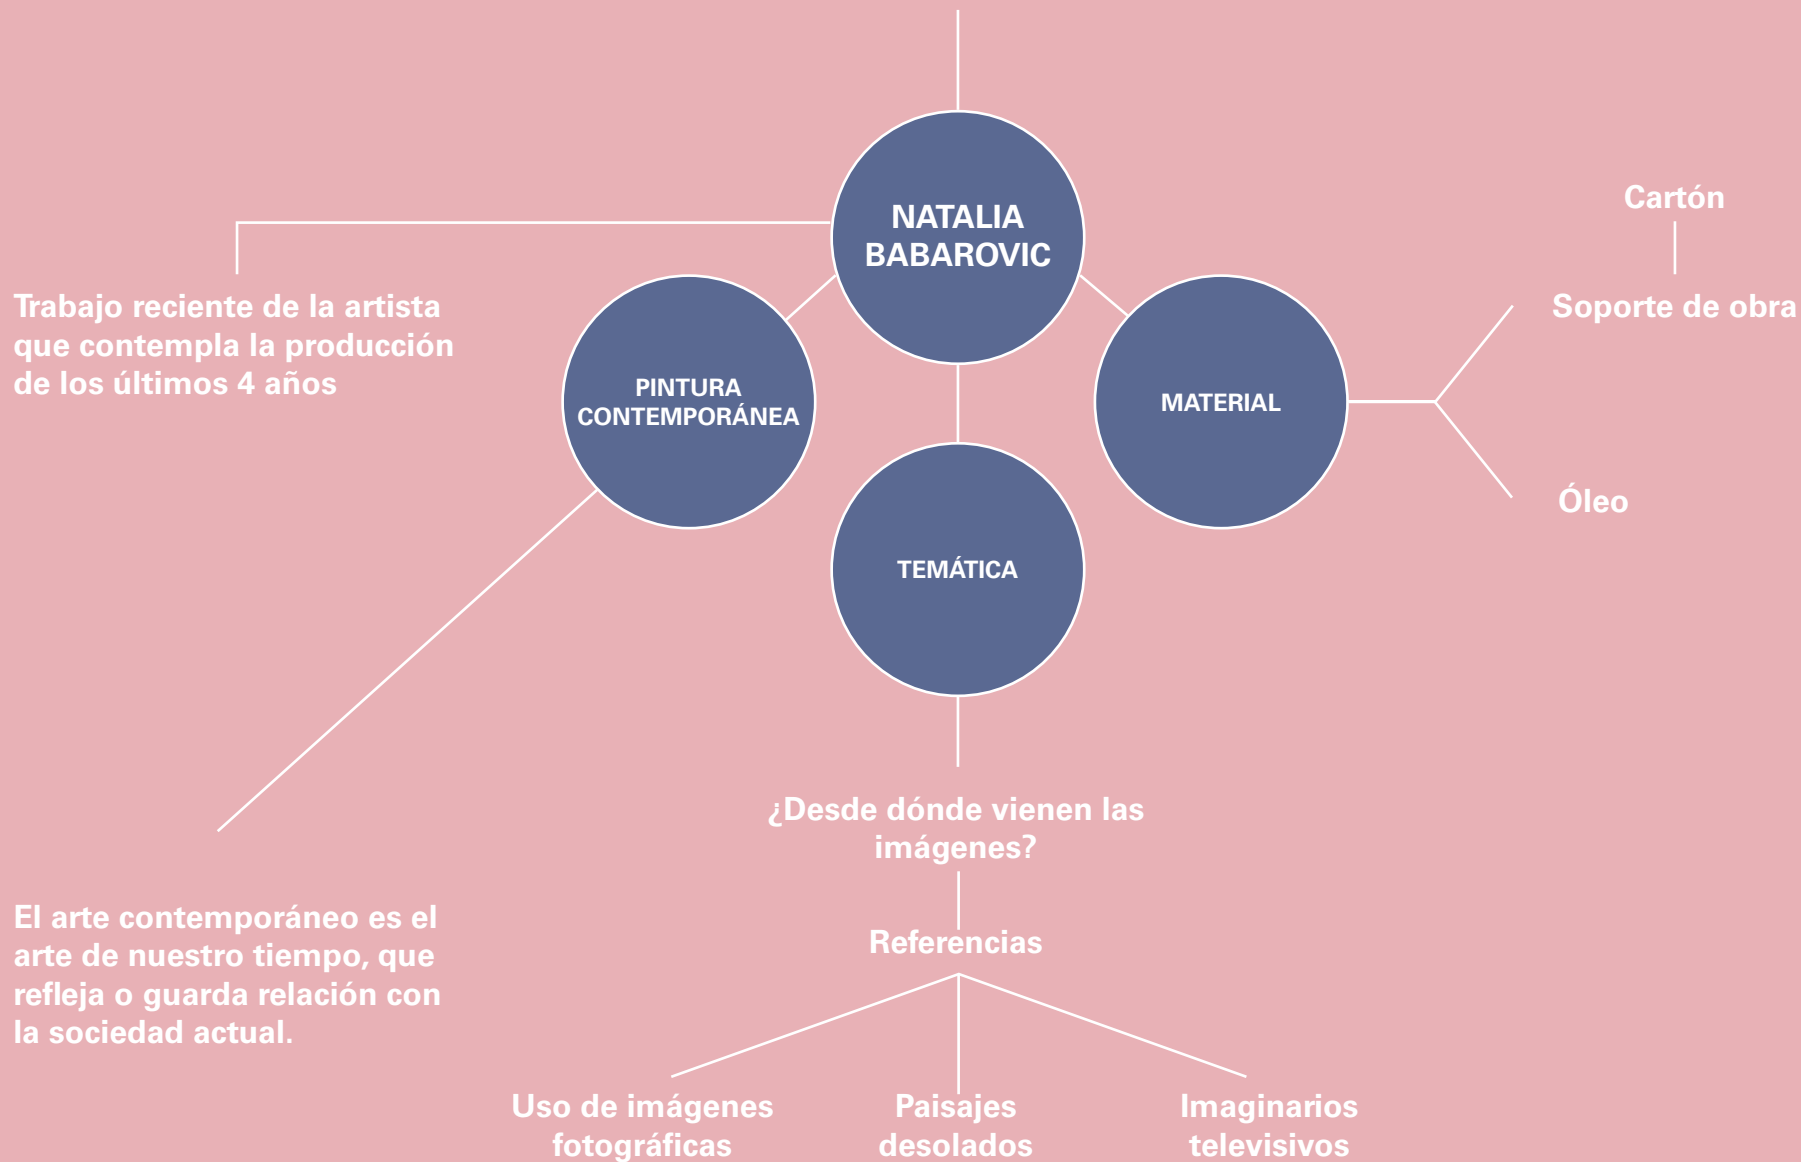 NATALIA
BABAROVIC
Cartón
Trabajo reciente de la artista
que contempla la producción
de los últimos 4 años
Soporte de obra
PINTURA
CONTEMPORÁNEA
MATERIAL
Óleo
TEMÁTICA
¿Desde dónde vienen las
imágenes?
El arte contemporáneo es el
arte de nuestro tiempo, que
refleja o guarda relación con
la sociedad actual.
Referencias
Uso de imágenes
fotográficas
Paisajes
desolados
Imaginarios
televisivos